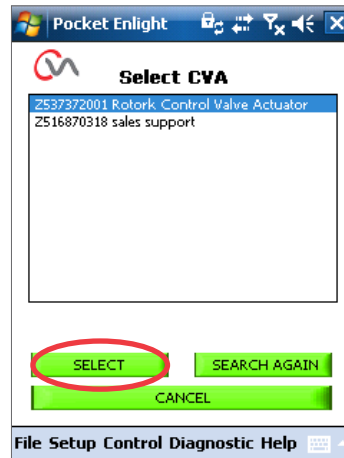 Pocket Enlight
Select CVA
Z537372001 Rotork Control Valve Actuator
Z516870318 sales support
SELECT
SEARCH AGAIN
CANCEL
File Setup Control Diagnostic Help